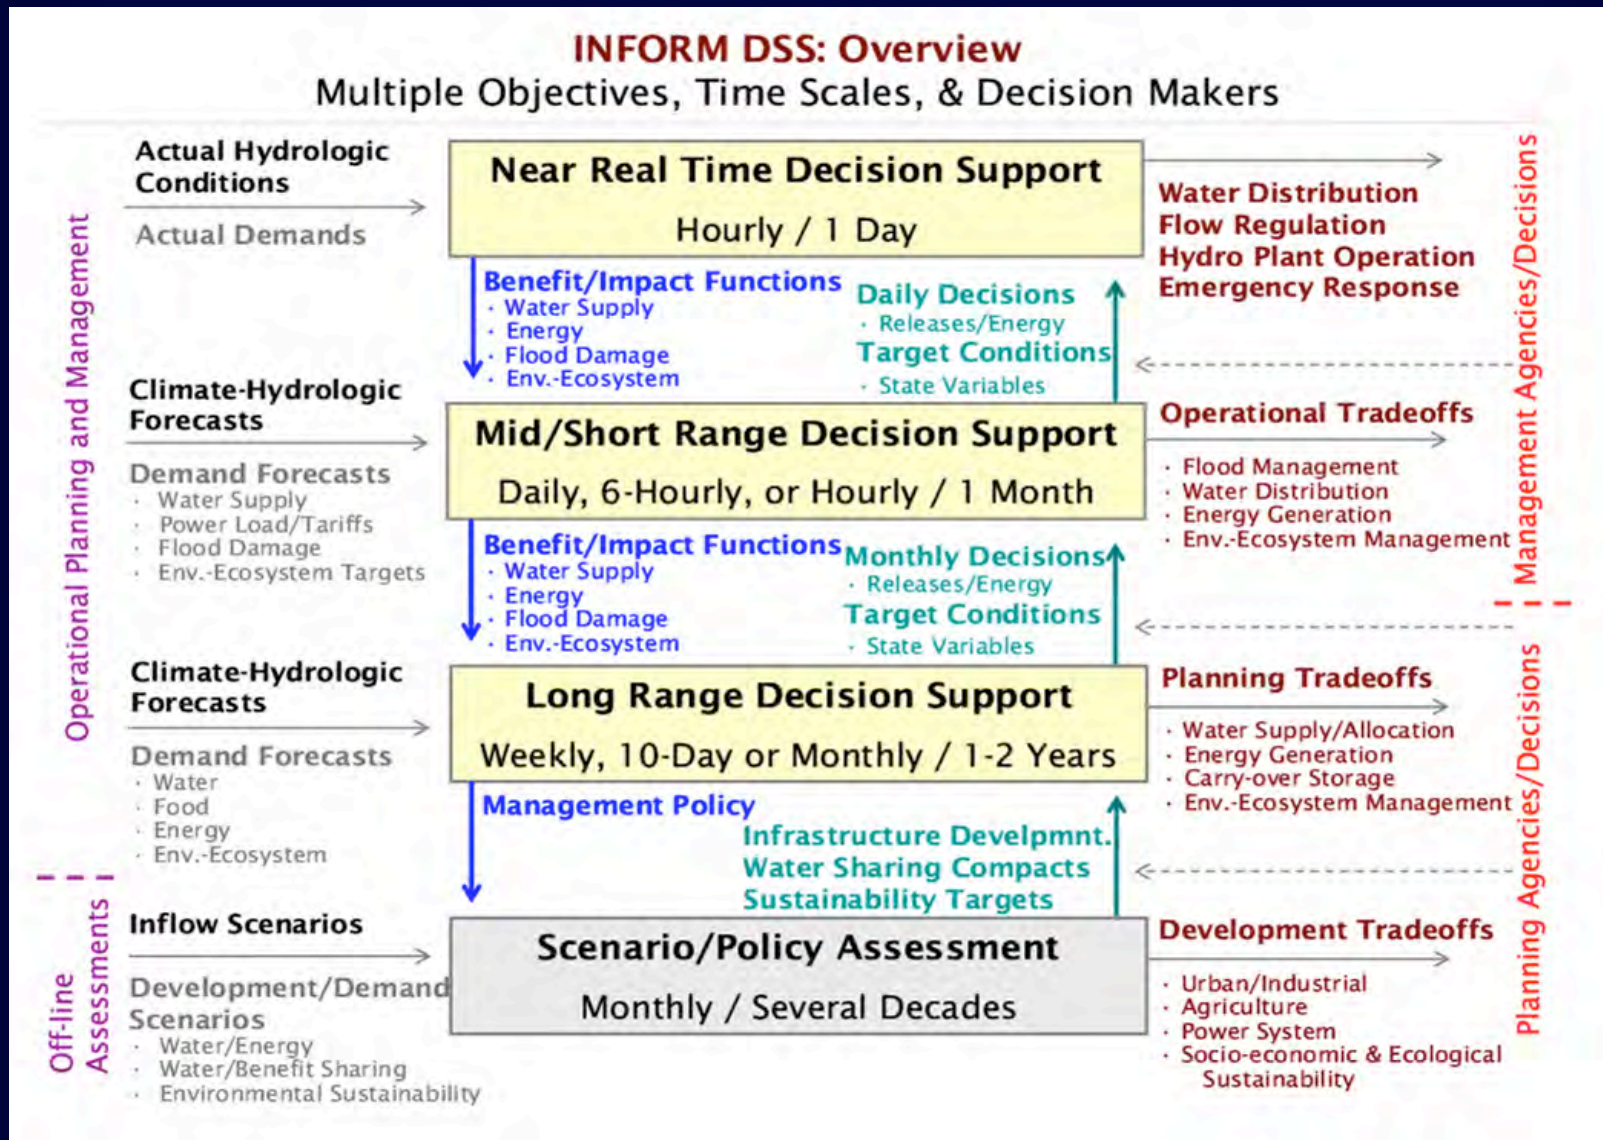 INFORM DSS: Overview
Multiple Objectives, Time Scales, & Decision Makers
Operational Planning and Management
Off-line
Assessments
Actual Hydrologic
Conditions
Actual Demands
Near Real Time Decision Support
Hourly / 1 Day
Water Distribution
Flow Regulation
Hydro Plant Operation
Emergency Response
Benefit/Impact Functions
· Water Supply
· Energy
· Flood Damage
· Env.-Ecosystem
Daily Decisions
· Releases/Energy
Target Conditions
· State Variables
Climate-Hydrologic
Forecasts
Demand Forecasts
· Water Supply
· Power Load/Tariffs
· Flood Damage
· Env.-Ecosystem Targets
Mid/Short Range Decision Support
Daily, 6-Hourly, or Hourly / 1 Month
Operational Tradeoffs
· Flood Management
· Water Distribution
· Energy Generation
· Env.-Ecosystem Management
Benefit/Impact Functions
· Water Supply
· Energy
· Flood Damage
· Env.-Ecosystem
Monthly Decisions
· Releases/Energy
Target Conditions
· State Variables
Climate-Hydrologic
Forecasts
Demand Forecasts
· Water
· Food
· Energy
· Env.-Ecosystem
Long Range Decision Support
Weekly, 10-Day or Monthly / 1-2 Years
Planning Tradeoffs
· Water Supply/Allocation
· Energy Generation
· Carry-over Storage
· Env.-Ecosystem Management
Management Policy
Infrastructure Develpmnt.
Water Sharing Compacts
Sustainability Targets
Inflow Scenarios
Development/Demand
Scenarios
· Water/Energy
· Water/Benefit Sharing
· Environmental Sustainability
Scenario/Policy Assessment
Monthly / Several Decades
Development Tradeoffs
· Urban/Industrial
· Agriculture
· Power System
· Socio-economic & Ecological
Sustainability
Management Agencies/Decisions
Planning Agencies/Decisions